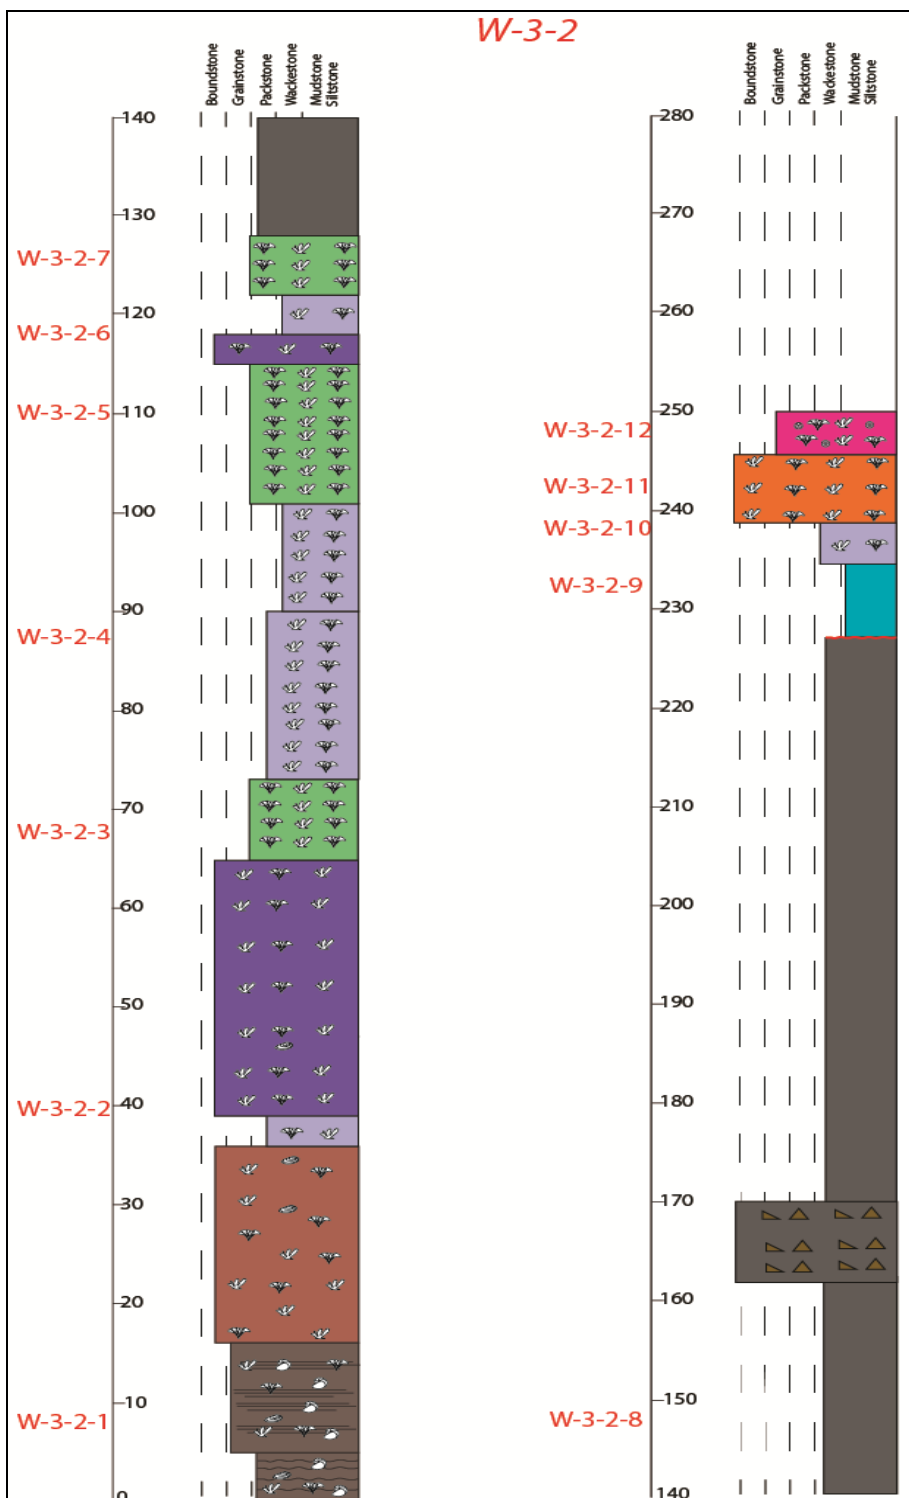 W-3-2
Boundstone
Grainstone
Packstone
Wackestone
Mudstone
Siltstone
140
130
W-3-2-7
120
W-3-2-6
W-3-2-5
110
100
90
W-3-2-4
80
70
W-3-2-3
60
50
40
W-3-2-2
30
20
10
W-3-2-1
0
Boundstone
Grainstone
Packstone
Wackestone
Mudstone
Siltstone
280
270
260
250
W-3-2-12
W-3-2-11
240
W-3-2-10
W-3-2-9
230
220
210
200
190
180
170
160
150
W-3-2-8
140